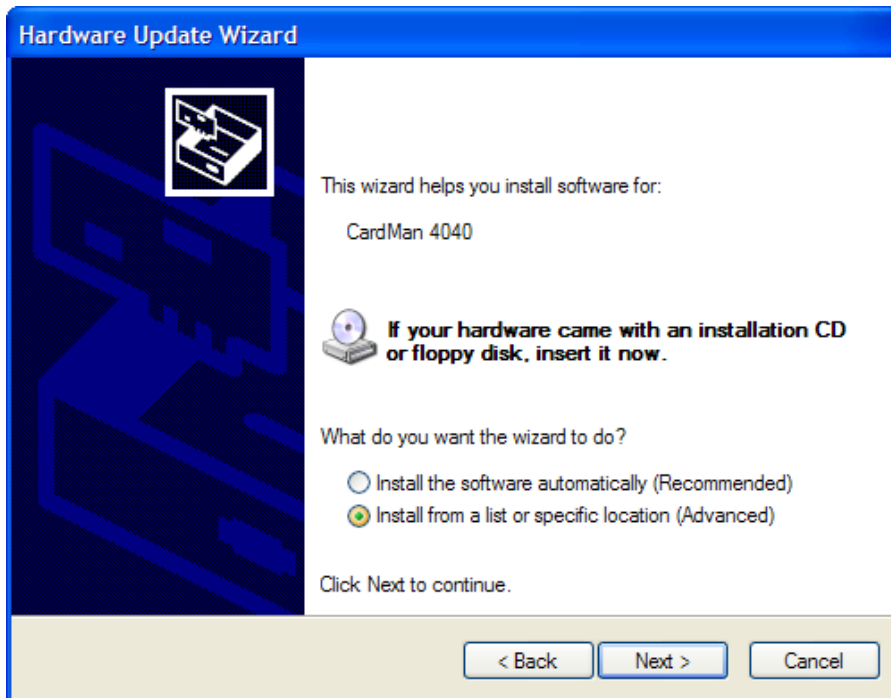 Hardware Update Wizard
This wizard helps you install software for:
CardMan 4040
If your hardware came with an installation CD
or floppy disk, insert it now.
What do you want the wizard to do?
Install the software automatically (Recommended)
Install from a list or specific location (Advanced)
Click Next to continue.
< Back
Next >
Cancel